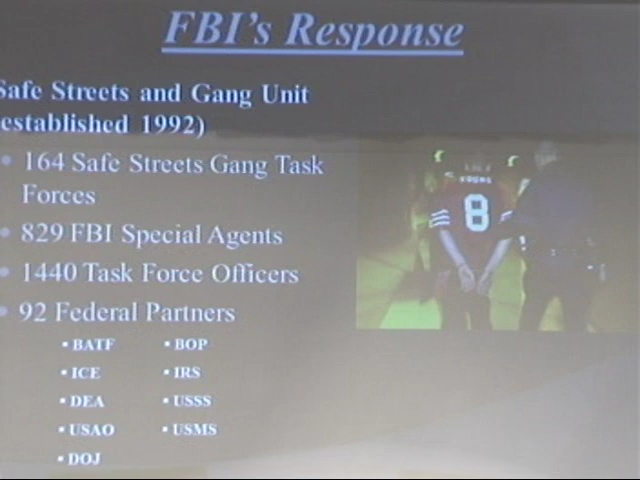 FBI's Response
Safe Streets and Gang Unit
established 1992)
• 164 Safe Streets Gang Task
Forces
• 829 FBI Special Agents
• 1440 Task Force Officers
• 92 Federal Partners
▪ BATF ▪ BOP
▪ ICE ▪ IRS
▪ DEA ▪ USSS
▪ USAO ▪ USMS
▪ DOJ
8